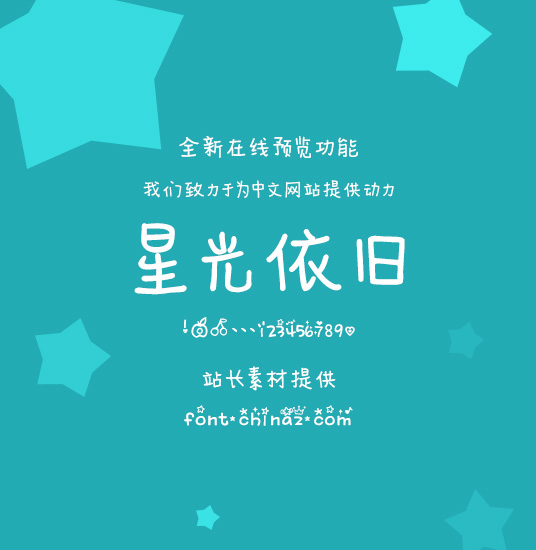 全新在线预览功能
我们致力于为中文网站提供动力
星光依旧
123456789
站长素材提供
font.chinaz.com